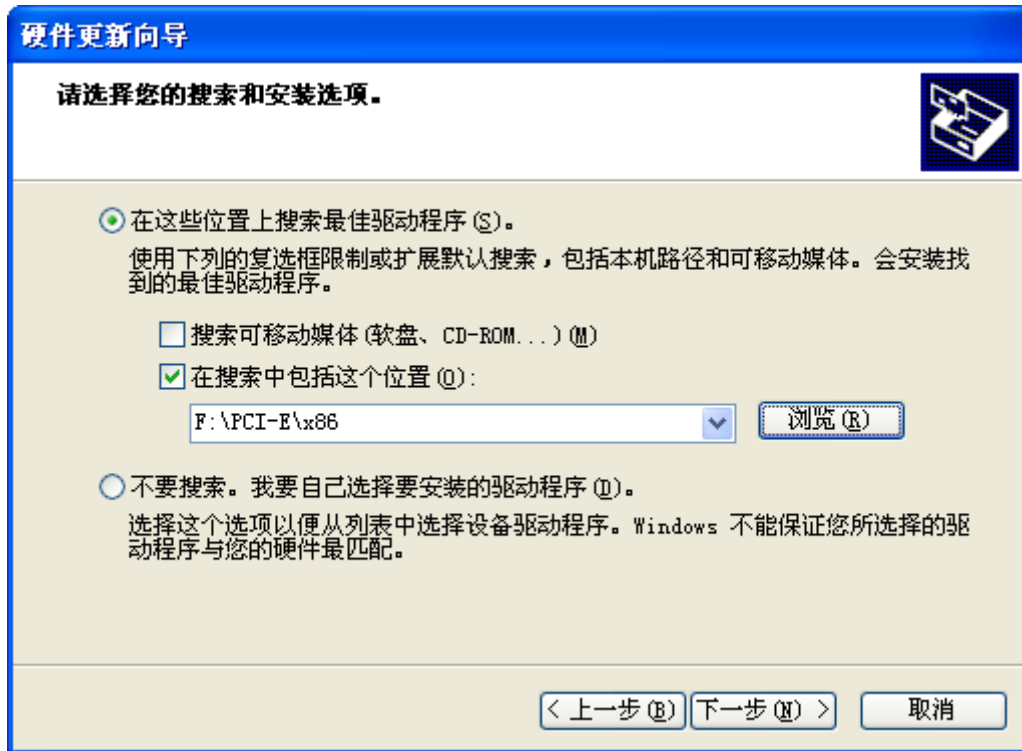 硬件更新向导
请选择您的搜索和安装选项。
在这些位置上搜索最佳驱动程序(S)。
使用下列的复选框限制或扩展默认搜索，包括本机路径和可移动媒体。会安装找
到的最佳驱动程序。
搜索可移动媒体(软盘、CD-ROM...)(M)
在搜索中包括这个位置(O):
F:\PCI-E\x86
浏览(R)
不要搜索。我要自己选择要安装的驱动程序(D)。
选择这个选项以便从列表中选择设备驱动程序。Windows 不能保证您所选择的驱
动程序与您的硬件最匹配。
< 上一步(B) 下一步(N) > 取消